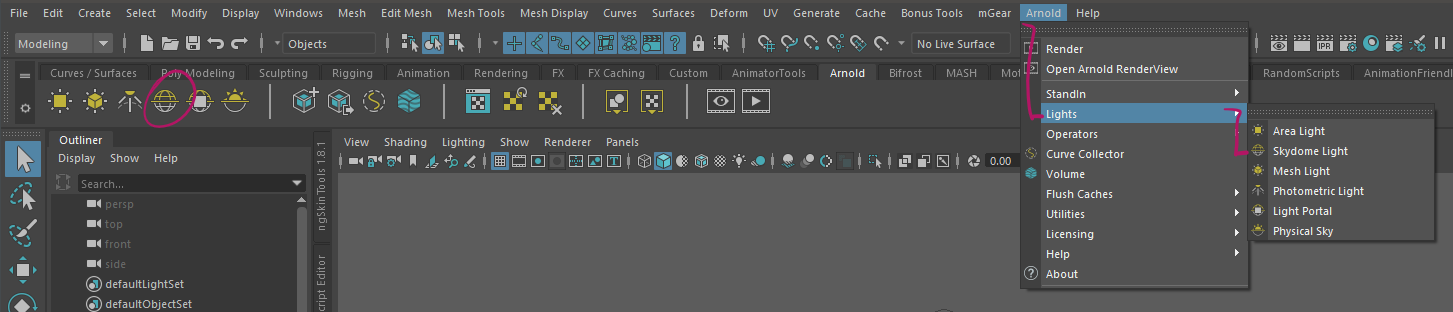 File Edit Create Select Modify Display Windows Mesh Edit Mesh Mesh Tools Mesh Display Curves Surfaces Deform UV Generate Cache Bonus Tools mGear Arnold Help
Modeling Objects No Live Surface IPR
Curves / Surfaces Poly Modeling Sculpting Rigging Animation Rendering FX FX Caching Custom AnimatorTools Arnold Bifrost MASH Mot RandomScripts AnimationFriendl
Render
Open Arnold RenderView
StandIn
Lights
Operators
Curve Collector
Volume
Flush Caches
Utilities
Licensing
Help
About
Area Light
Skydome Light
Mesh Light
Photometric Light
Light Portal
Physical Sky
Outliner
Display Show Help
Search...
persp
top
front
side
defaultLightSet
defaultObjectSet
ngSkinTools 1.8.1
cript Editor
View Shading Lighting Show Renderer Panels
0.00